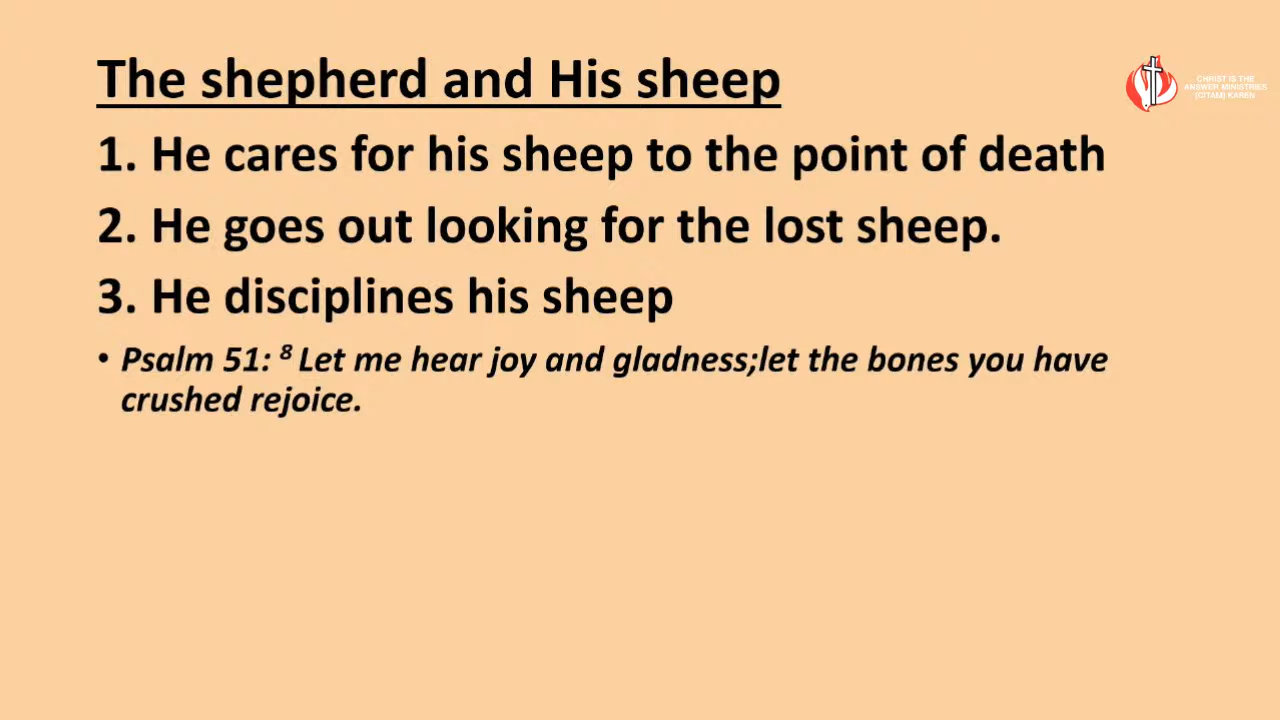 The shepherd and His sheep
CHRIST IS THE
ANSWER MINISTRIES
(CITAM) KAREN
1. He cares for his sheep to the point of death
2. He goes out looking for the lost sheep.
3. He disciplines his sheep
• Psalm 51: ⁸ Let me hear joy and gladness;let the bones you have
crushed rejoice.